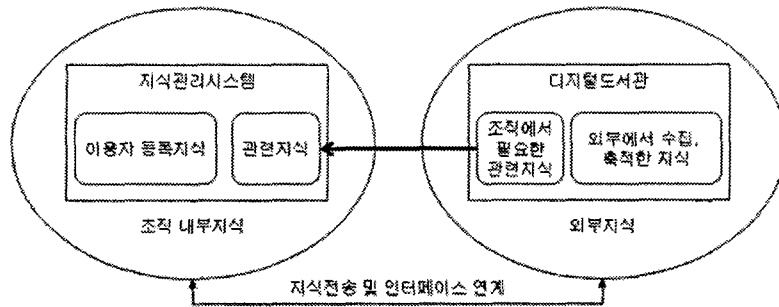 지식관리시스템
이용자 등록지식
관련지식
조직 내부지식
디지털도서관
조직에서
필요한
관련지식
외부에서 수집,
축적한 지식
외부지식
지식전송 및 인터페이스 연계